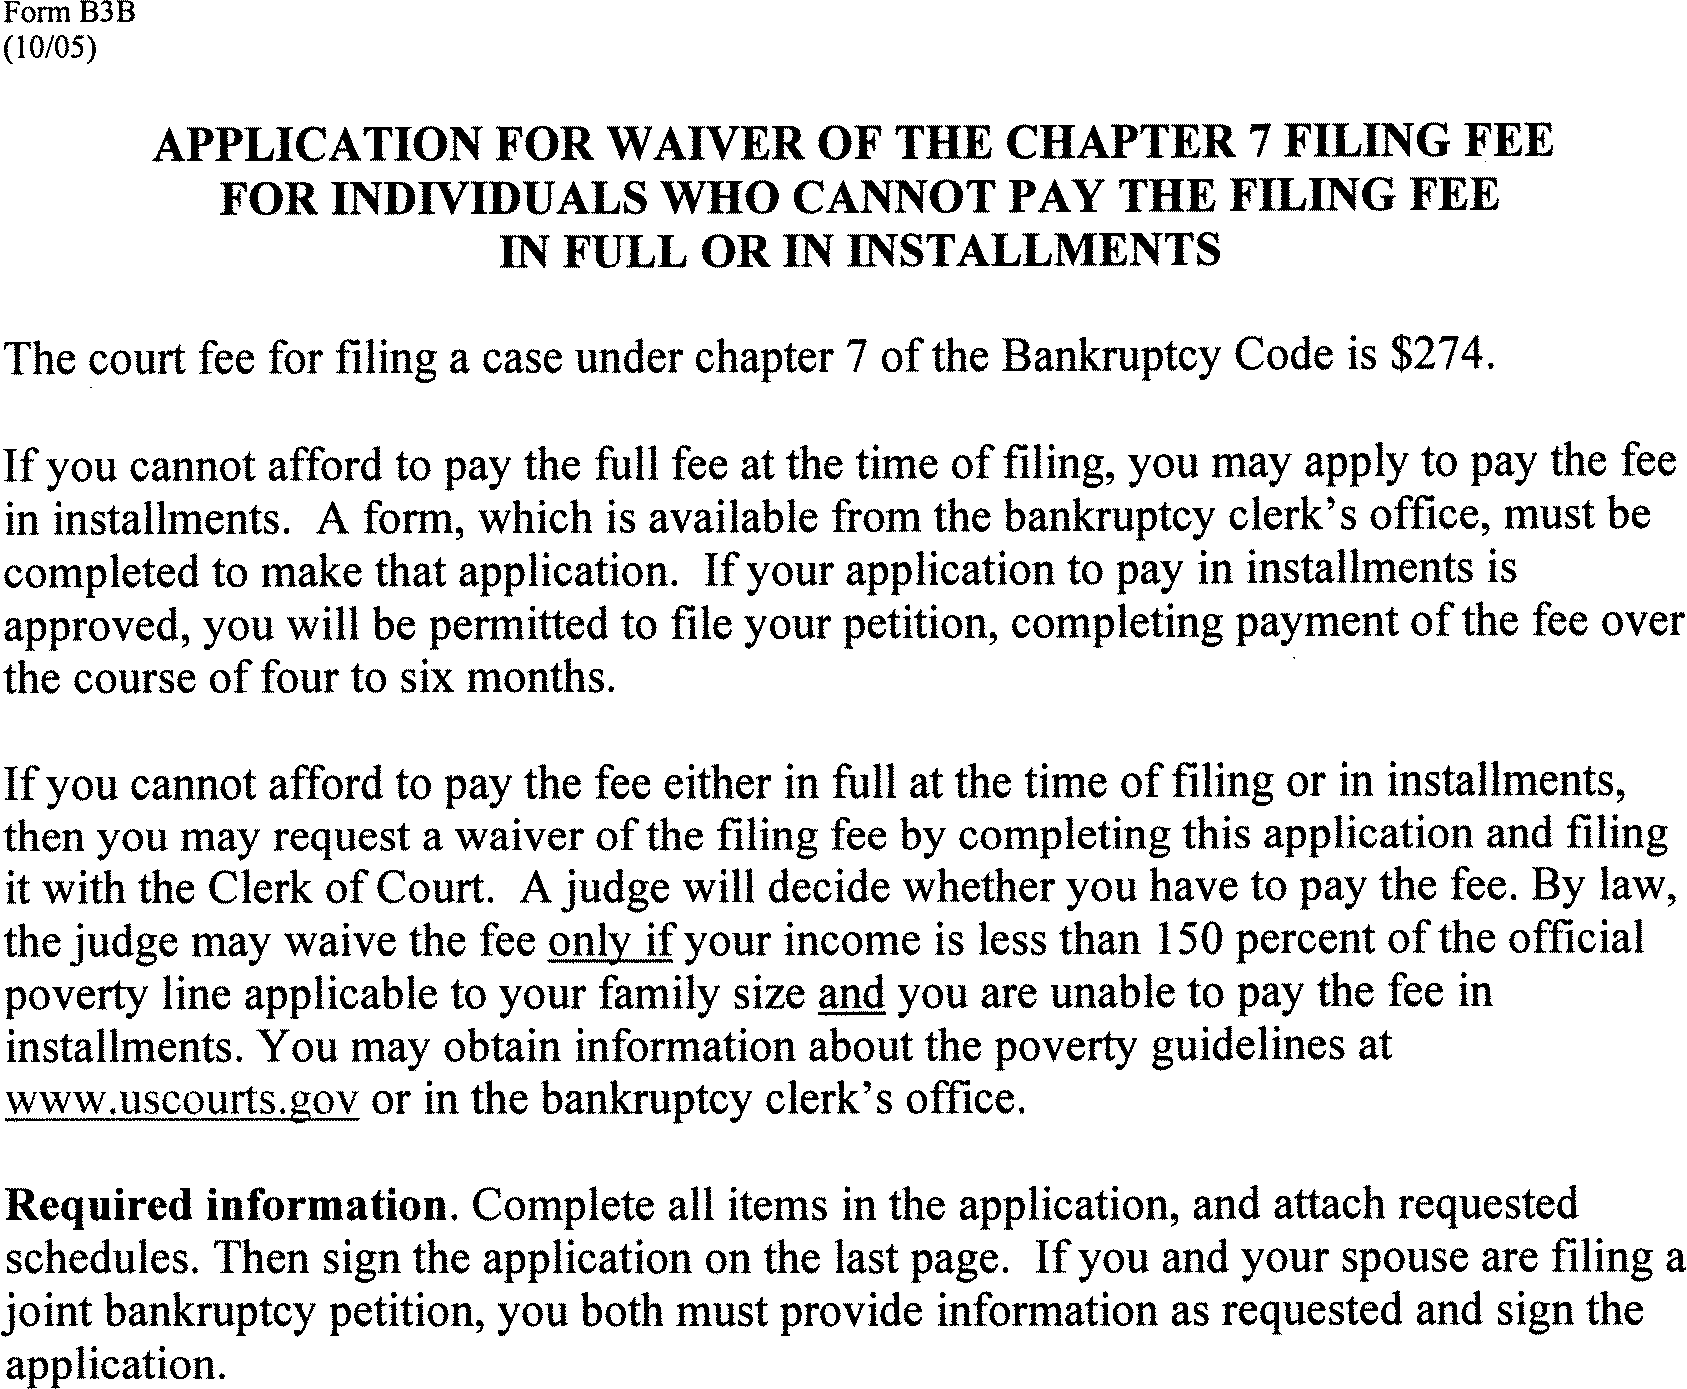 Form B3B
(10/05)
APPLICATION FOR WAIVER OF THE CHAPTER 7 FILING FEE
FOR INDIVIDUALS WHO CANNOT PAY THE FILING FEE
IN FULL OR IN INSTALLMENTS
The court fee for filing a case under chapter 7 of the Bankruptcy Code is $274.
If you cannot afford to pay the full fee at the time of filing, you may apply to pay the fee
in installments.  A form, which is available from the bankruptcy clerk's office, must be
completed to make that application.  If your application to pay in installments is
approved, you will be permitted to file your petition, completing payment of the fee over
the course of four to six months.
If you cannot afford to pay the fee either in full at the time of filing or in installments,
then you may request a waiver of the filing fee by completing this application and filing
it with the Clerk of Court.  A judge will decide whether you have to pay the fee. By law,
the judge may waive the fee only if your income is less than 150 percent of the official
poverty line applicable to your family size and you are unable to pay the fee in
installments. You may obtain information about the poverty guidelines at
www.uscourts.gov or in the bankruptcy clerk's office.
Required information. Complete all items in the application, and attach requested
schedules. Then sign the application on the last page.  If you and your spouse are filing a
joint bankruptcy petition, you both must provide information as requested and sign the
application.